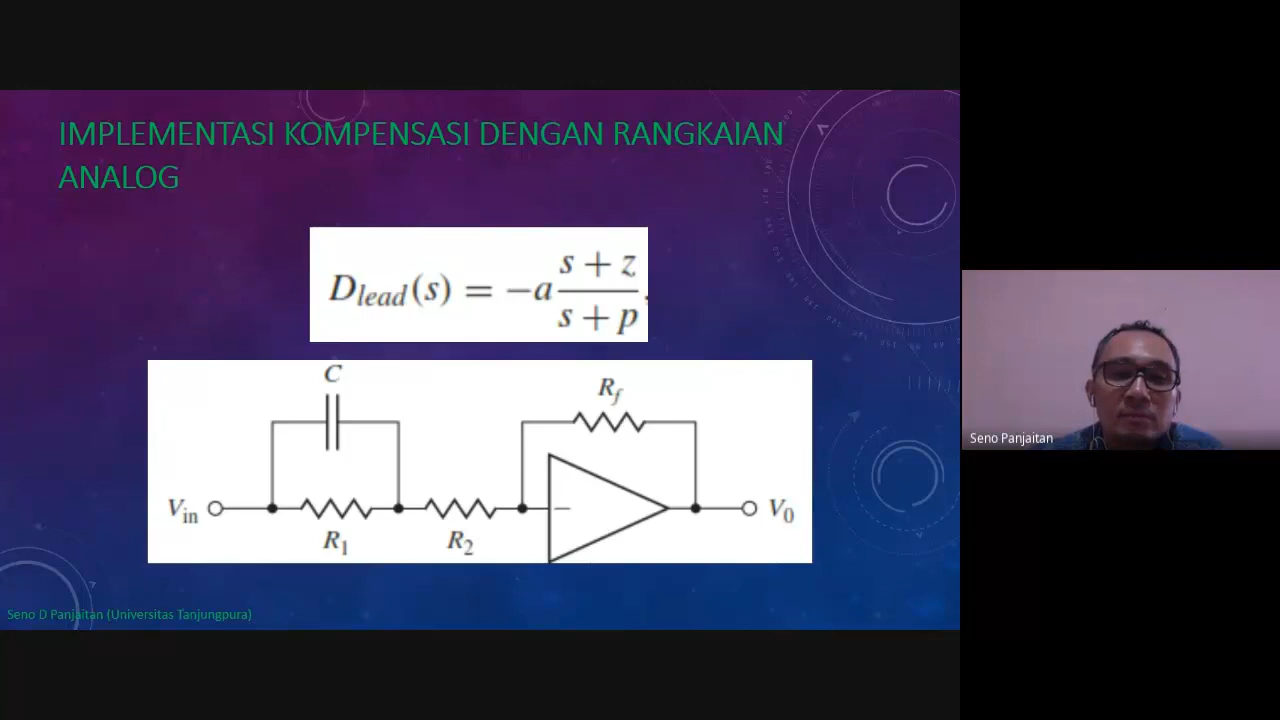 IMPLEMENTASI KOMPENSASI DENGAN RANGKAIAN
ANALOG
D_lead(s) = -a (s + z)/(s + p),
C
R_f
V_in
V_0
R_1
R_2
Seno D Panjaitan (Universitas Tanjungpura)
Seno Panjaitan